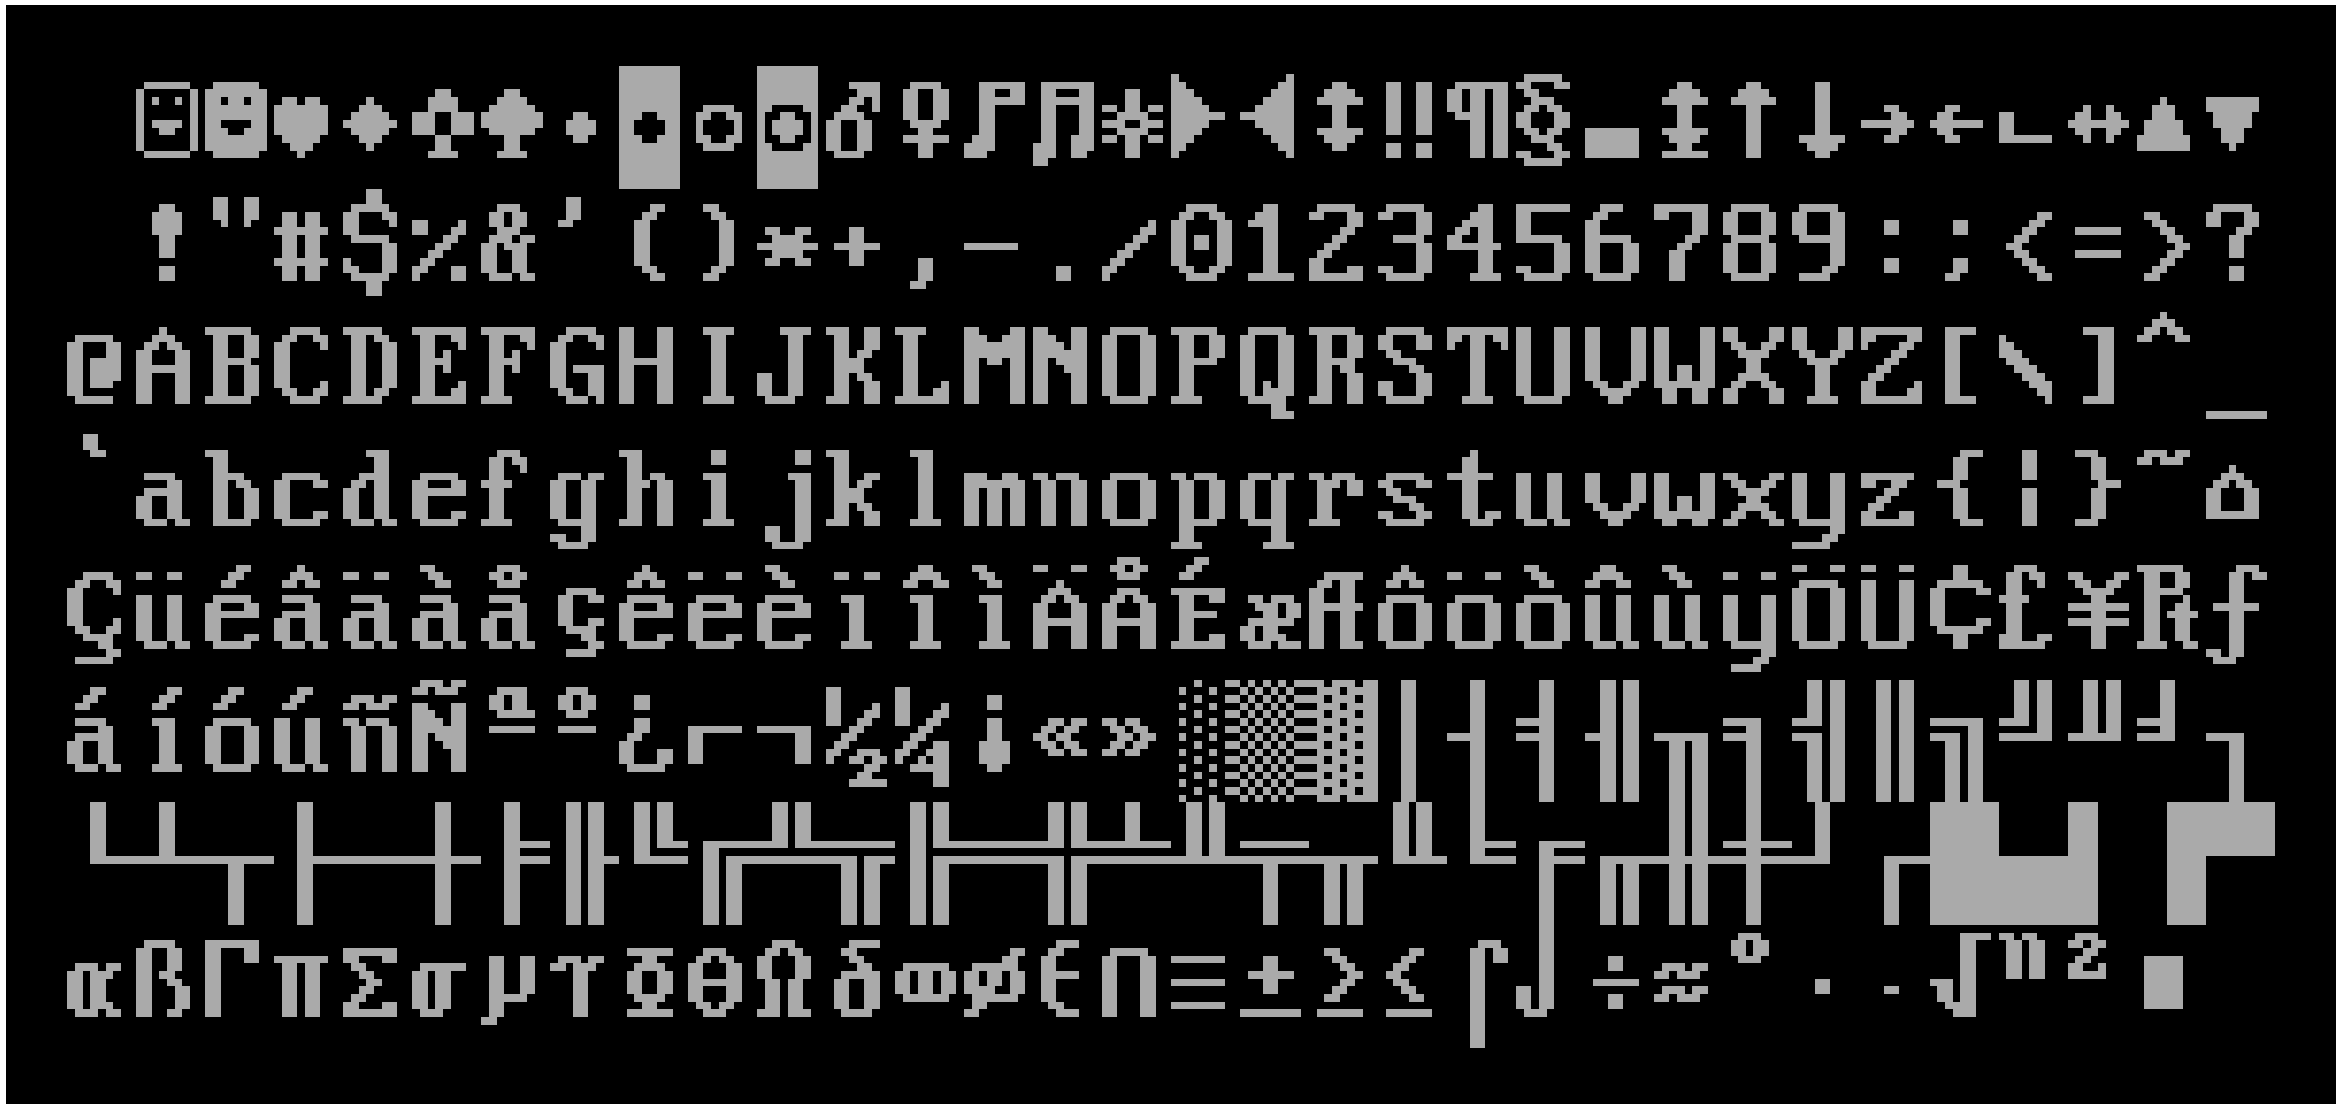 ☺☻♥♦♣♠•◘○◙♂♀♪♫☼►◄↕‼¶§▬↨↑↓→←∟↔▲▼
!"#$%&'()*+,-./0123456789:;<=>?
@ABCDEFGHIJKLMNOPQRSTUVWXYZ[\]^_
`abcdefghijklmnopqrstuvwxyz{¦}~⌂
ÇüéâäàåçêëèïîìÄÅÉæÆôöòûùÿÖÜ¢£¥₧ƒ
áíóúñÑªº¿⌐¬½¼¡«»░▒▓│┤╡╢╖╕╣║╗╝╜╛┐
└┴┬├─┼╞╟╚╔╩╦╠═╬╧╨╤╥╙╘╒╓╫╪┘┌█▄▌▐▀
αßΓπΣσµτΦΘΩδ∞φε∩≡±≥≤⌠⌡÷≈°∙·√ⁿ²■